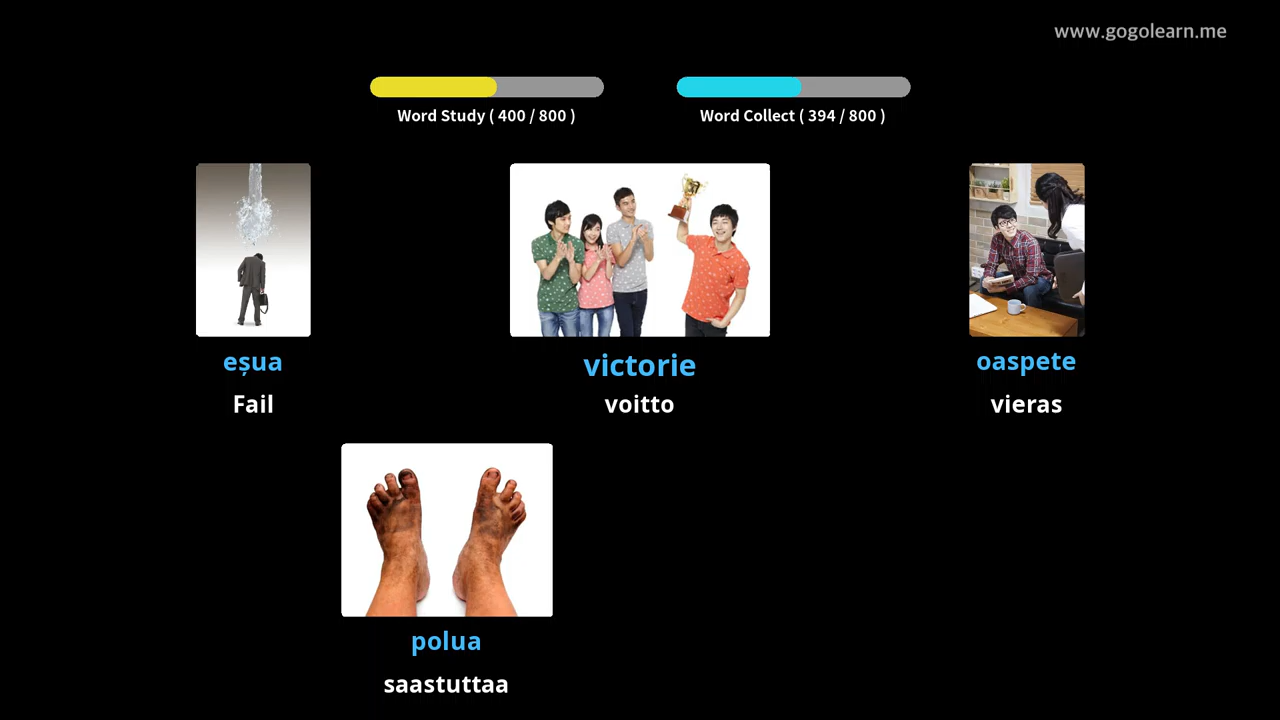 www.gogolearn.me
Word Study ( 400 / 800 )
Word Collect ( 394 / 800 )
eșua
Fail
victorie
voitto
oaspete
vieras
polua
saastuttaa